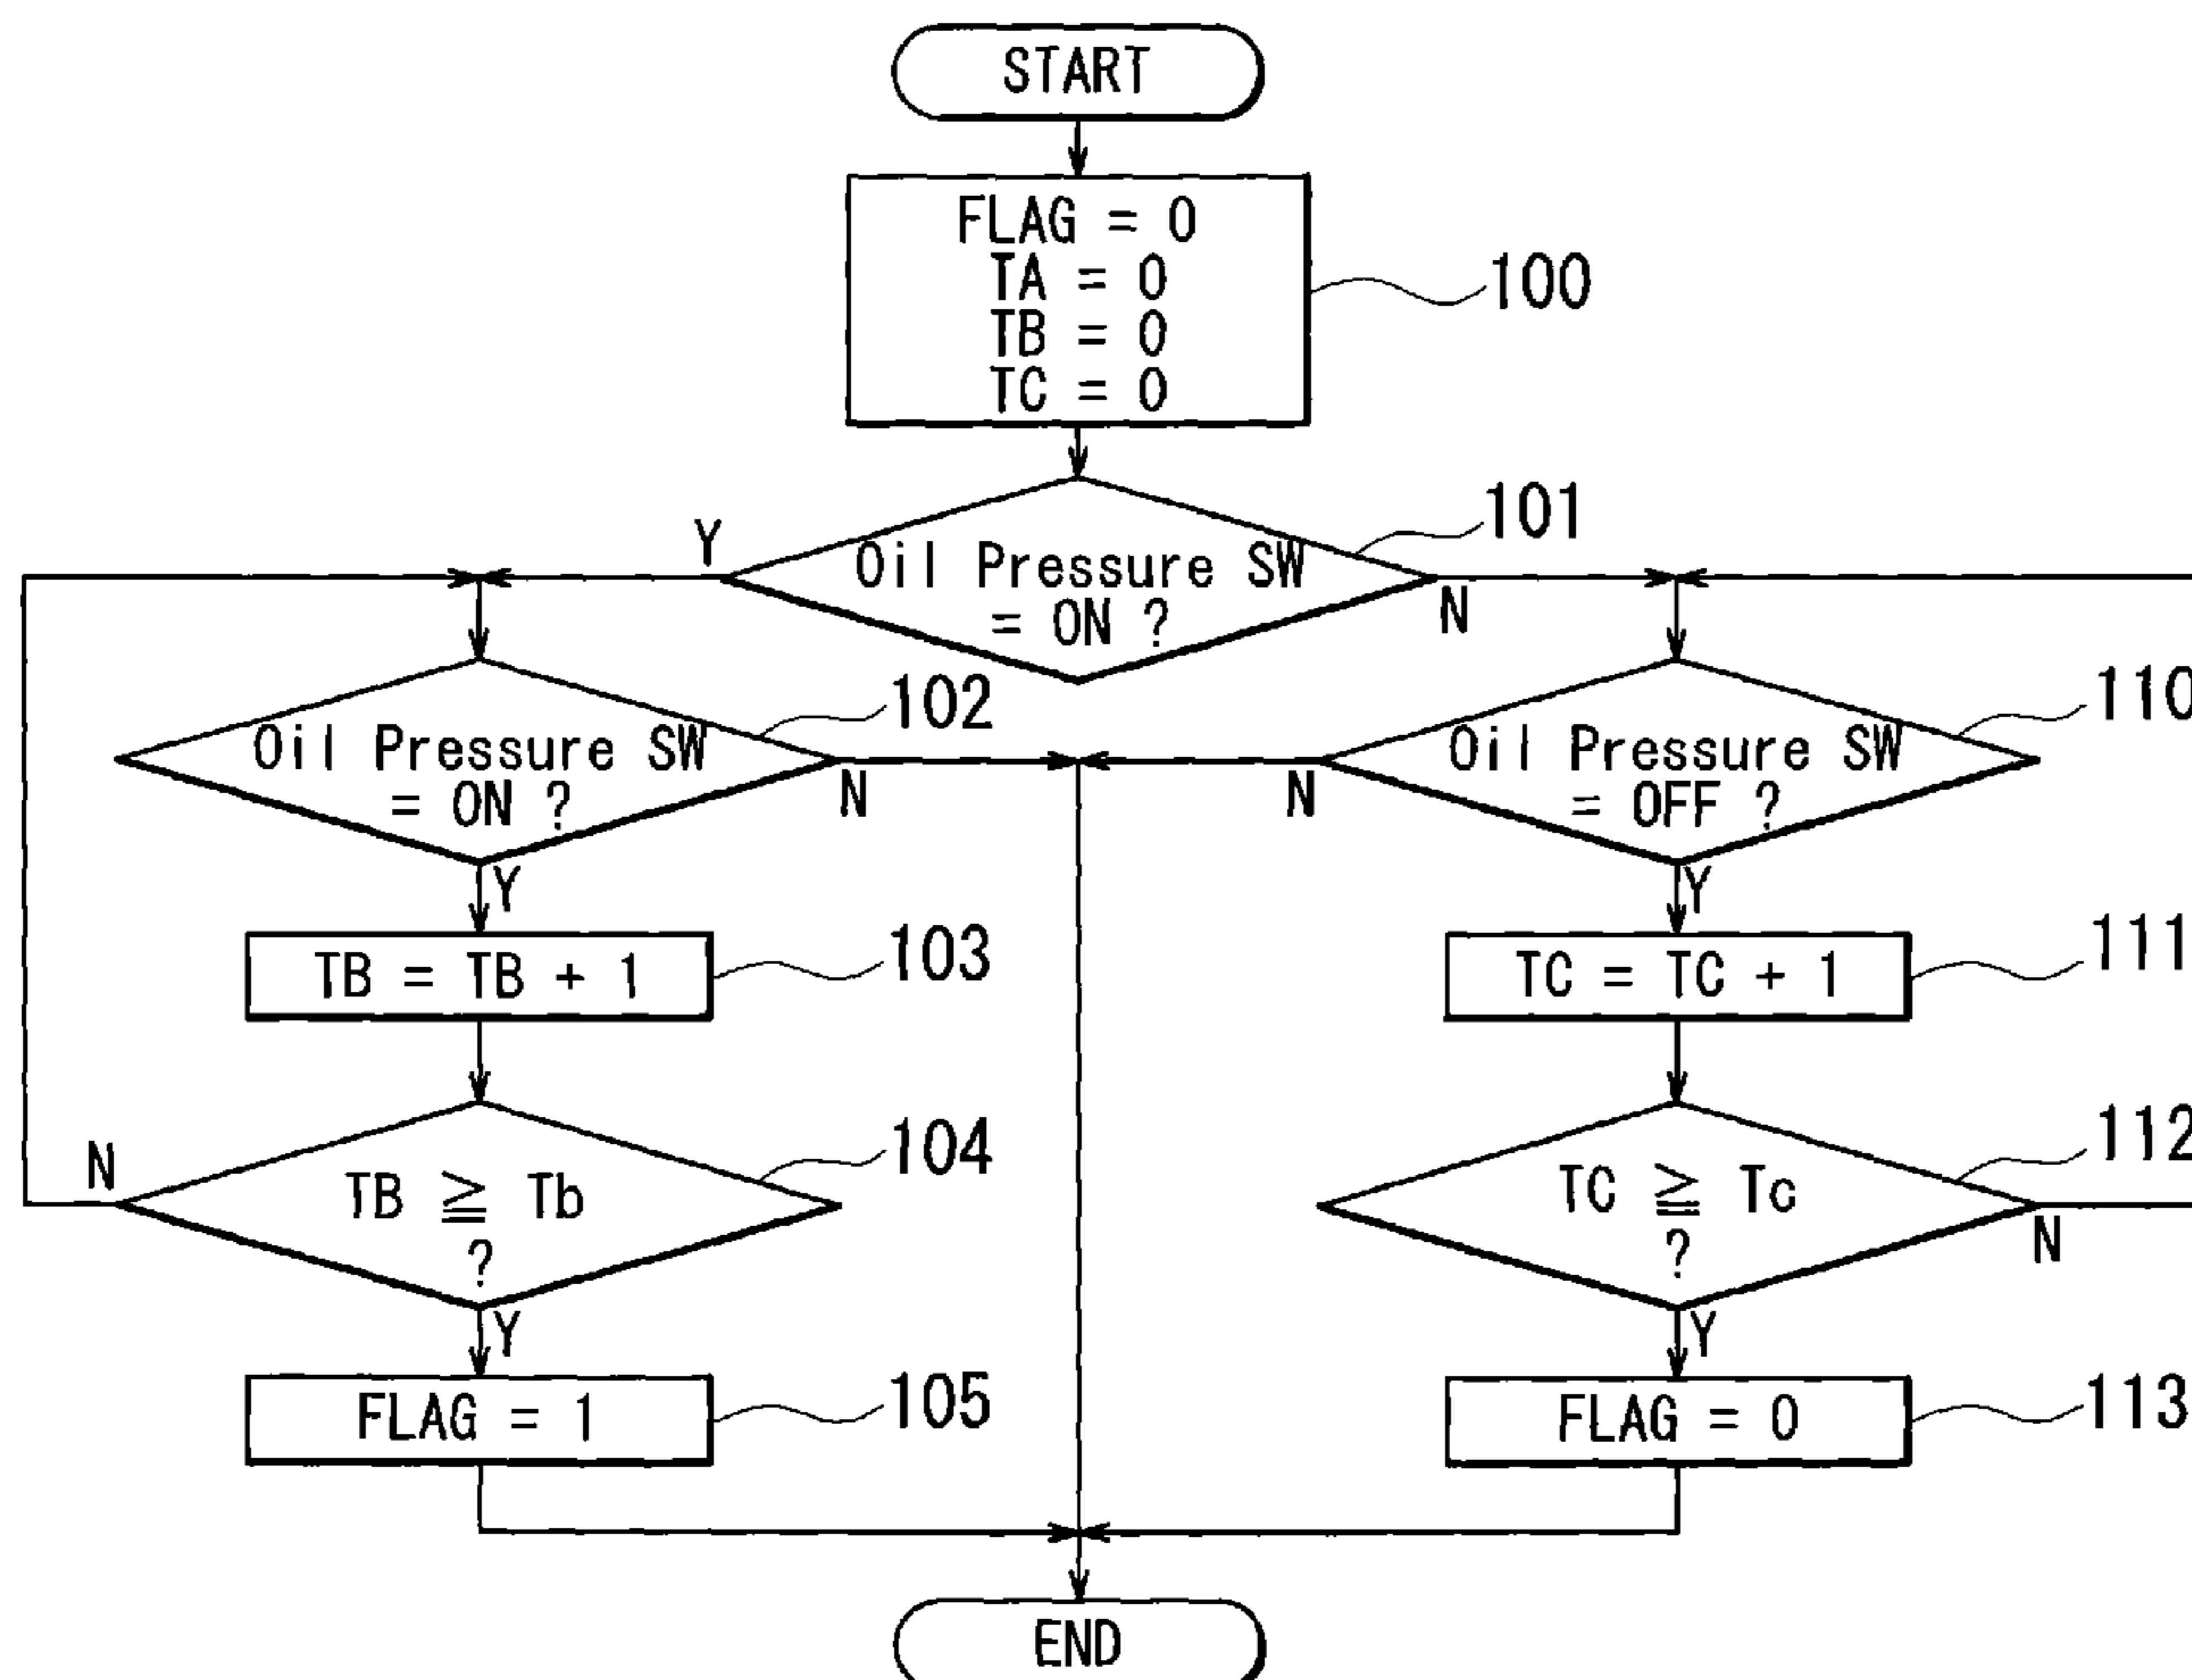 START
FLAG = 0
TA = 0
TB = 0
TC = 0
100
101
Y
Oil Pressure SW
= ON ?
N
102
Oil Pressure SW
= ON ?
N
Y
110
Oil Pressure SW
= OFF ?
N
Y
103
TB = TB + 1
111
TC = TC + 1
104
N
TB ≧ Tb
?
Y
112
TC ≧ Tc
?
N
Y
105
FLAG = 1
113
FLAG = 0
END